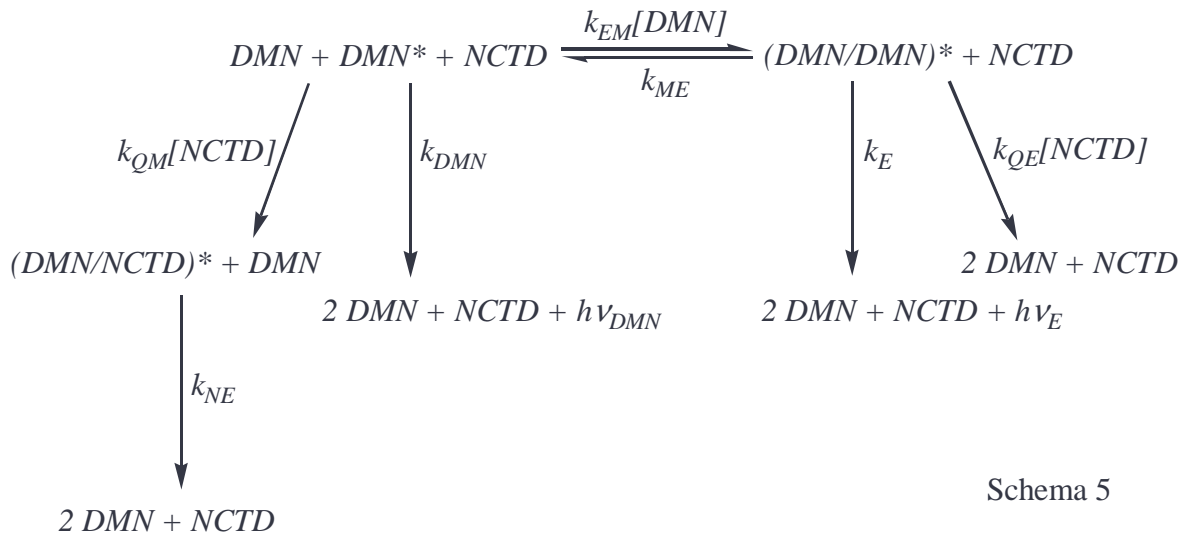 k_EM[DMN]
DMN + DMN* + NCTD (DMN/DMN)* + NCTD
k_ME
k_QM[NCTD] k_DMN k_E k_QE[NCTD]
(DMN/NCTD)* + DMN 2 DMN + NCTD
2 DMN + NCTD + hν_DMN 2 DMN + NCTD + hν_E
k_NE
Schema 5
2 DMN + NCTD